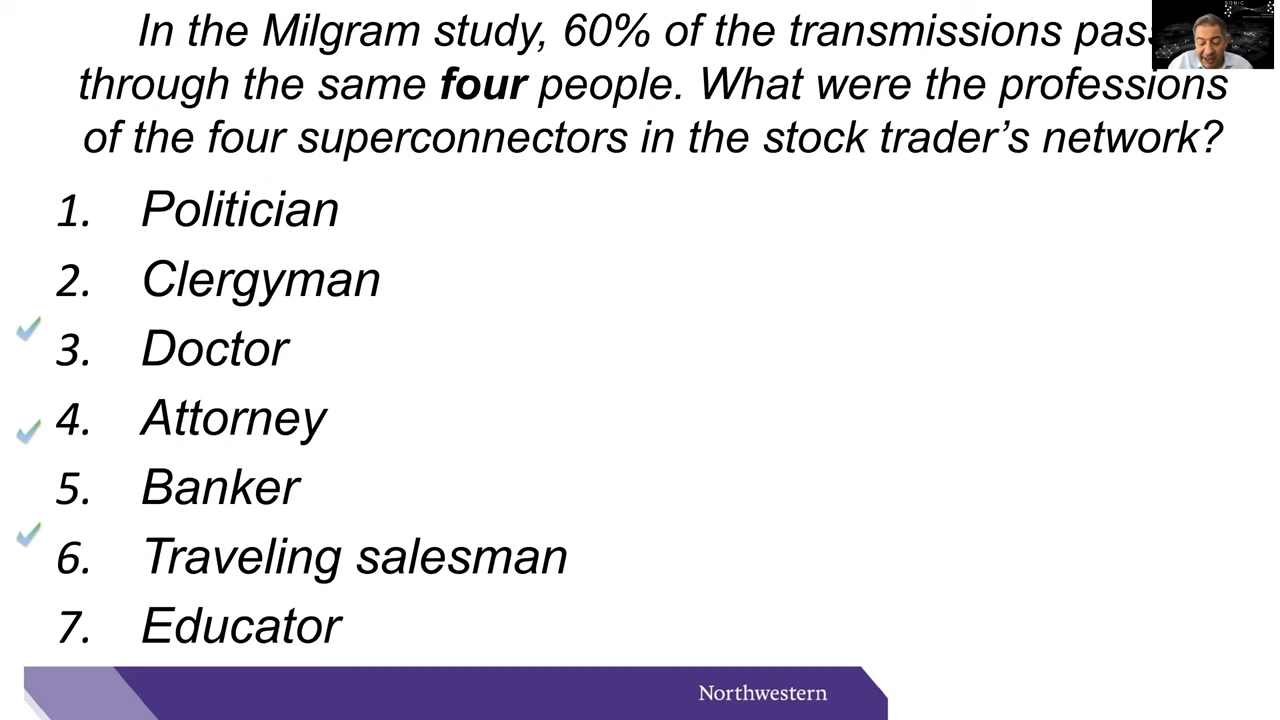 In the Milgram study, 60% of the transmissions
through the same four people. What were the professions
of the four superconnectors in the stock trader’s network?
1. Politician
2. Clergyman
3. Doctor
4. Attorney
5. Banker
6. Traveling salesman
7. Educator
Northwestern
SONIC